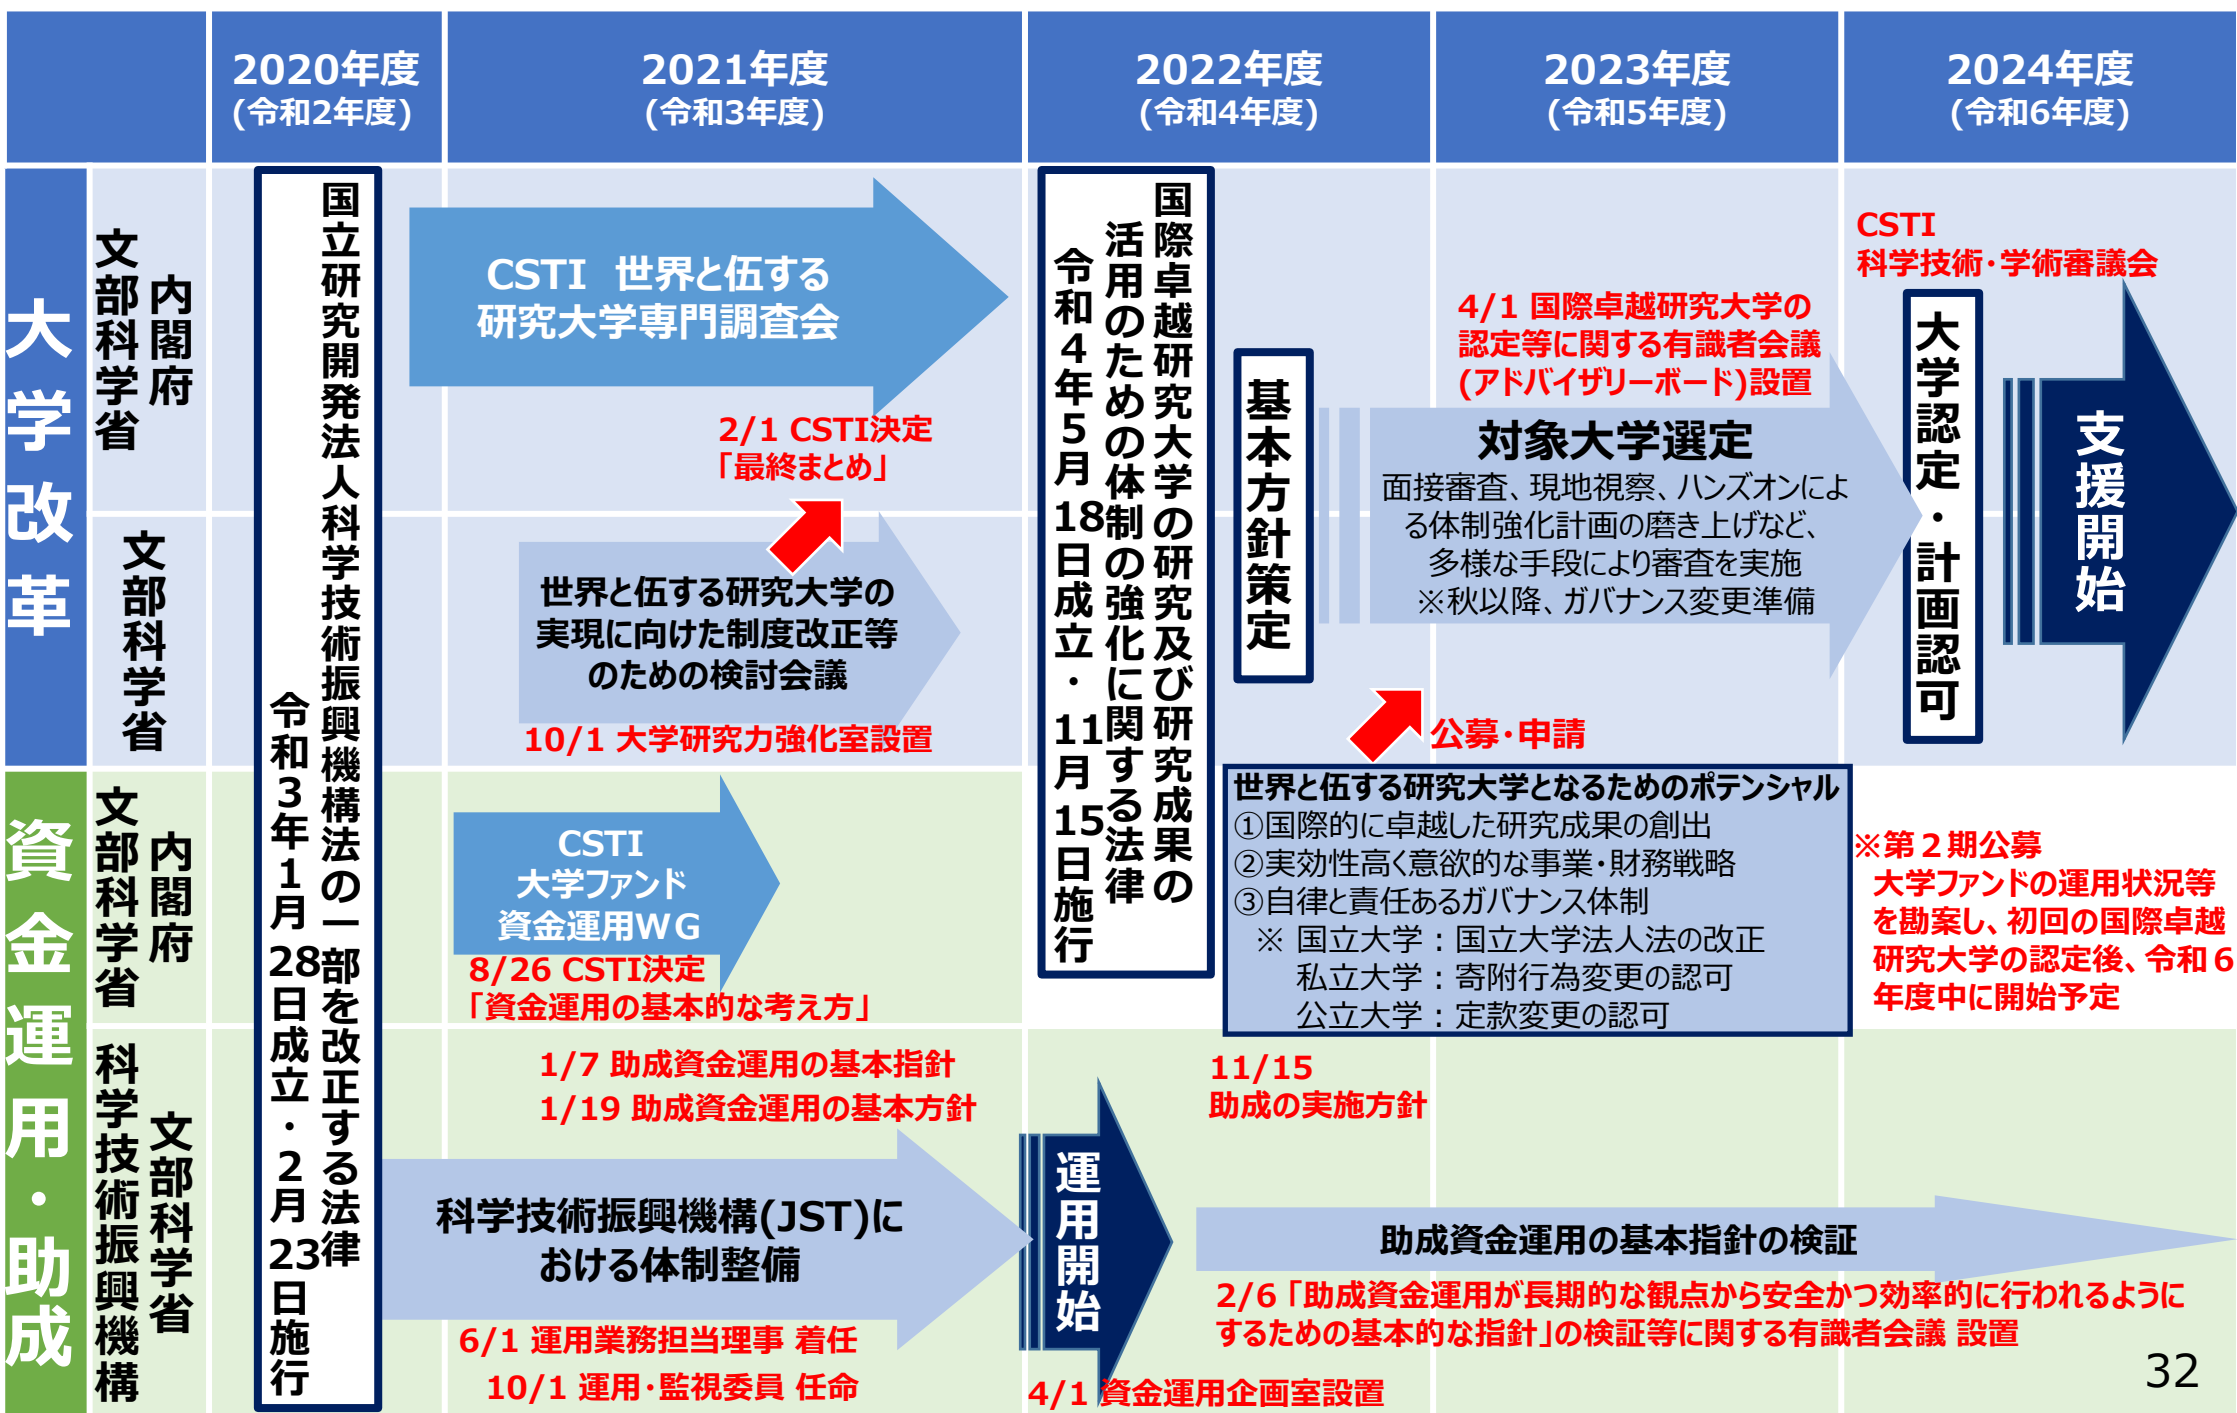 2020年度
(令和2年度)
2021年度
(令和3年度)
2022年度
(令和4年度)
2023年度
(令和5年度)
2024年度
(令和6年度)
大学改革
内閣府
文部科学省
文部科学省
資金運用・助成
内閣府
文部科学省
文部科学省
科学技術振興機構
国立研究開発法人科学技術振興機構法の一部を改正する法律
令和3年1月28日成立・2月23日施行
CSTI 世界と伍する
研究大学専門調査会
2/1 CSTI決定
「最終まとめ」
世界と伍する研究大学の
実現に向けた制度改正等
のための検討会議
10/1 大学研究力強化室設置
CSTI
大学ファンド
資金運用WG
8/26 CSTI決定
「資金運用の基本的な考え方」
1/7 助成資金運用の基本指針
1/19 助成資金運用の基本方針
科学技術振興機構(JST)に
おける体制整備
6/1 運用業務担当理事 着任
10/1 運用・監視委員 任命
国際卓越研究大学の研究及び研究成果の
活用のための体制の強化に関する法律
令和4年5月18日成立・11月15日施行
基本方針策定
4/1 国際卓越研究大学の
認定等に関する有識者会議
(アドバイザリーボード)設置
対象大学選定
面接審査、現地視察、ハンズオンによ
る体制強化計画の磨き上げなど、
多様な手段により審査を実施
※秋以降、ガバナンス変更準備
公募・申請
世界と伍する研究大学となるためのポテンシャル
①国際的に卓越した研究成果の創出
②実効性高く意欲的な事業・財務戦略
③自律と責任あるガバナンス体制
※ 国立大学：国立大学法人法の改正
私立大学：寄附行為変更の認可
公立大学：定款変更の認可
CSTI
科学技術・学術審議会
大学認定・計画認可
支援開始
※第２期公募
大学ファンドの運用状況等
を勘案し、初回の国際卓越
研究大学の認定後、令和６
年度中に開始予定
11/15
助成の実施方針
運用開始
4/1 資金運用企画室設置
助成資金運用の基本指針の検証
2/6「助成資金運用が長期的な観点から安全かつ効率的に行われるように
するための基本的な指針」の検証等に関する有識者会議 設置
32